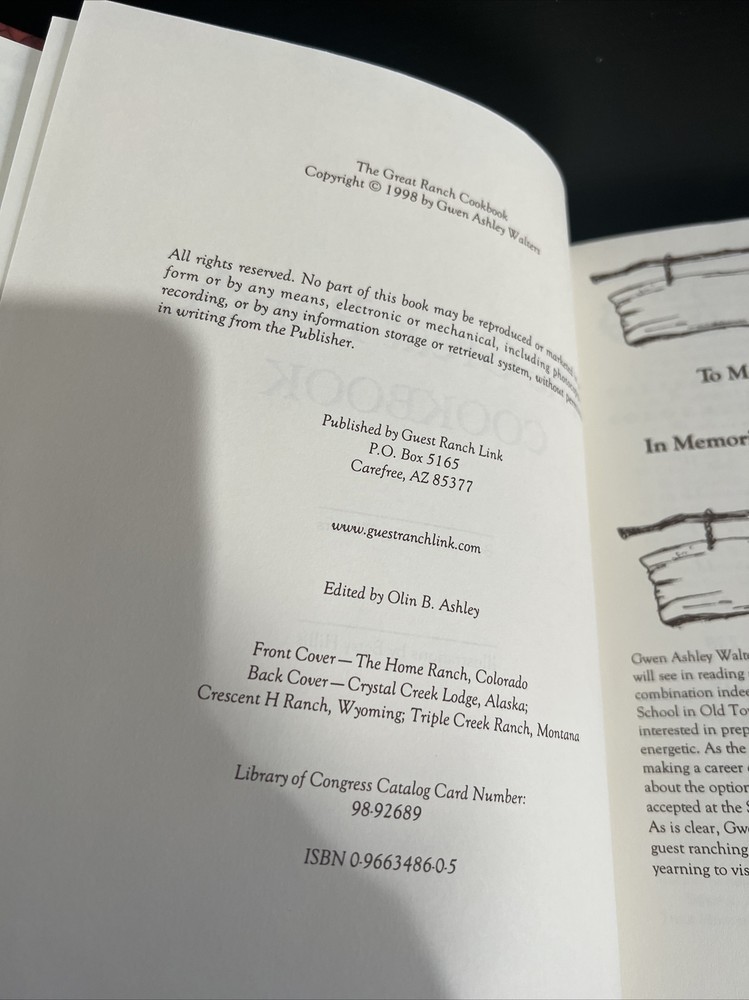 The Great Ranch Cookbook
Copyright © 1998 by Gwen Ashley Walters
All rights reserved. No part of this book may be reproduced or
form or by any means, electronic or mechanical, including
recording, or by any information storage or retrieval system, without
in writing from the Publisher.
COOKBOOK
Published by Guest Ranch Link
P.O. Box 5165
Carefree, AZ 85377
www.guestranchlink.com
Edited by Olin B. Ashley
Front Cover—The Home Ranch, Colorado
Back Cover—Crystal Creek Lodge, Alaska;
Crescent H Ranch, Wyoming; Triple Creek Ranch, Montana
Library of Congress Catalog Card Number:
98-92689
ISBN 0-9663486-0-5
To M
In Memor
Gwen Ashley Walt
will see in reading
combination indee
School in Old To
interested in prep
energetic. As the
making a career
about the option
accepted at the S
As is clear, Gw
guest ranching
yearning to vis